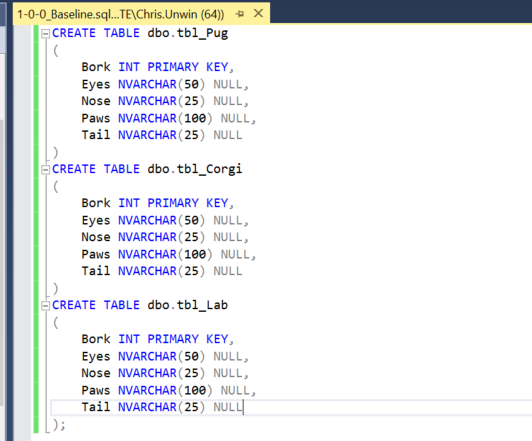 1-0-0_Baseline.sql...TE\Chris.Unwin (64))
CREATE TABLE dbo.tbl_Pug
(
    Bork INT PRIMARY KEY,
    Eyes NVARCHAR(50) NULL,
    Nose NVARCHAR(25) NULL,
    Paws NVARCHAR(100) NULL,
    Tail NVARCHAR(25) NULL
)
CREATE TABLE dbo.tbl_Corgi
(
    Bork INT PRIMARY KEY,
    Eyes NVARCHAR(50) NULL,
    Nose NVARCHAR(25) NULL,
    Paws NVARCHAR(100) NULL,
    Tail NVARCHAR(25) NULL
)
CREATE TABLE dbo.tbl_Lab
(
    Bork INT PRIMARY KEY,
    Eyes NVARCHAR(50) NULL,
    Nose NVARCHAR(25) NULL,
    Paws NVARCHAR(100) NULL,
    Tail NVARCHAR(25) NULL
);